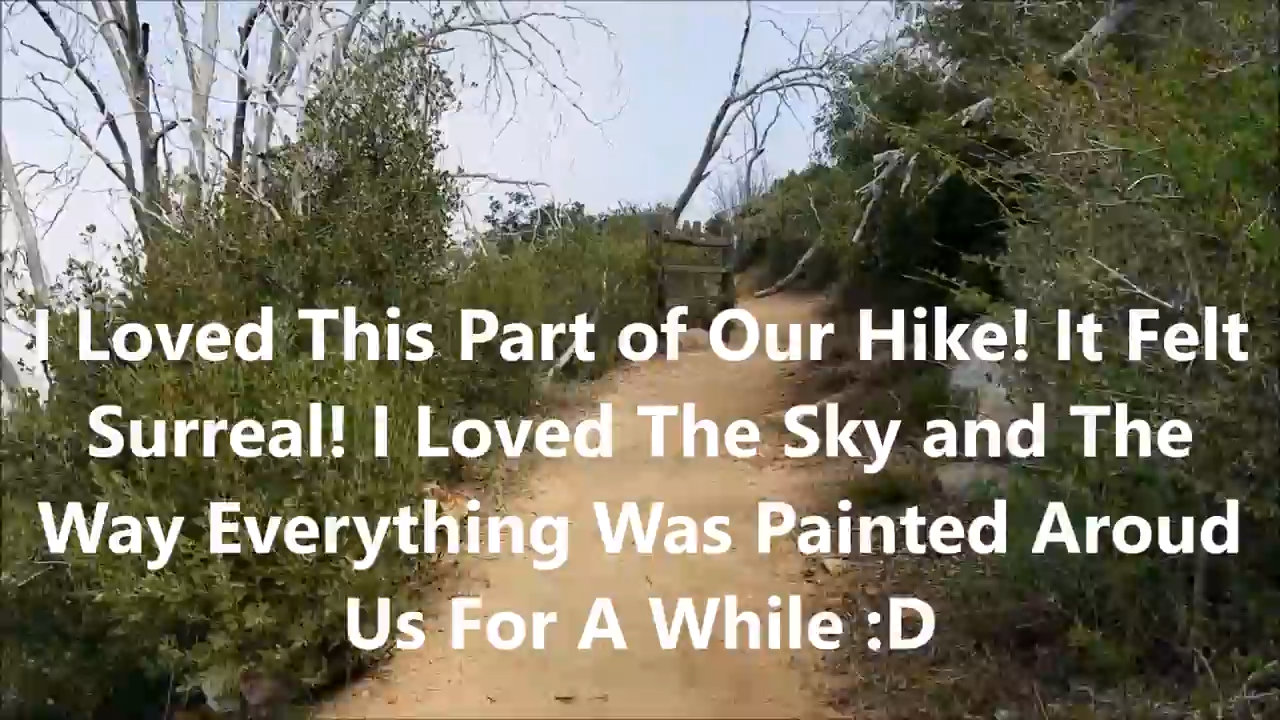 I Loved This Part of Our Hike! It Felt
Surreal! I Loved The Sky and The
Way Everything Was Painted Aroud
Us For A While :D